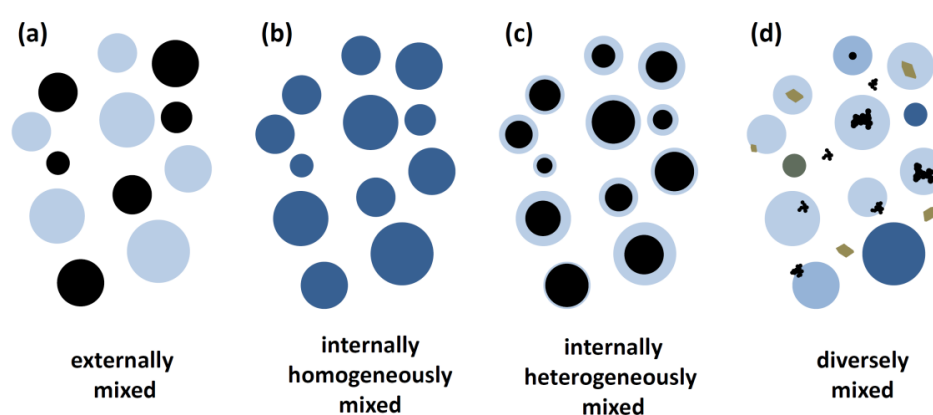 (a)
(b)
(c)
(d)
externally
mixed
internally
homogeneously
mixed
internally
heterogeneously
mixed
diversely
mixed